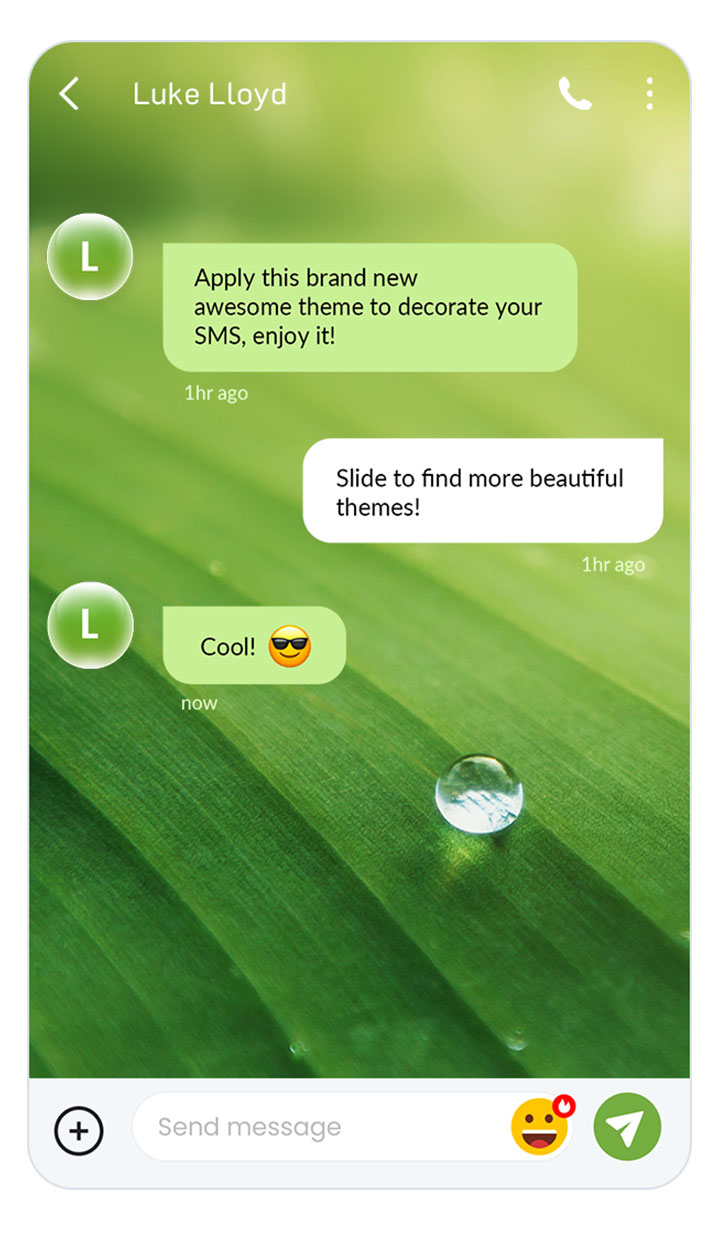 Luke Lloyd
L
Apply this brand new
awesome theme to decorate your
SMS, enjoy it!
1hr ago
Slide to find more beautiful
themes!
1hr ago
L
Cool! 😎
now
Send message